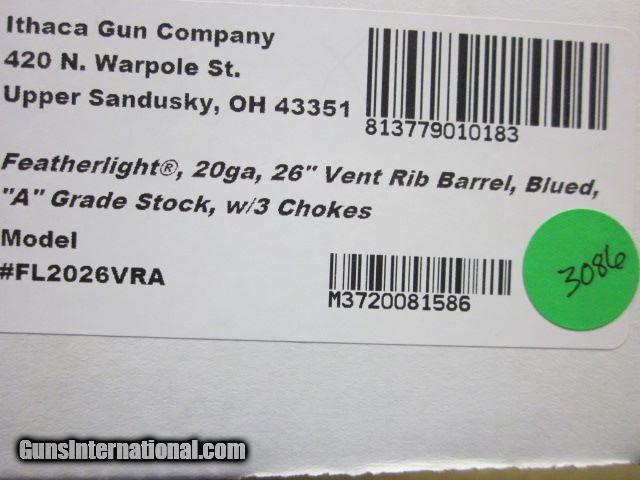 Ithaca Gun Company
420 N. Warpole St.
Upper Sandusky, OH 43351
813779010183
Featherlight®, 20ga, 26" Vent Rib Barrel, Blued,
"A" Grade Stock, w/3 Chokes
Model
#FL2026VRA
M3720081586
3086
GunsInternational.com